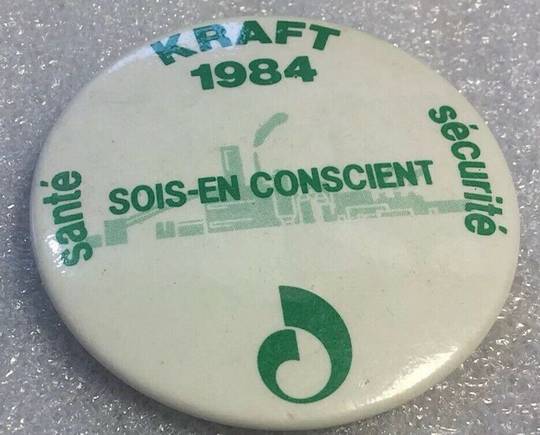 KRAFT
1984
santé
SOIS-EN CONSCIENT
sécurité